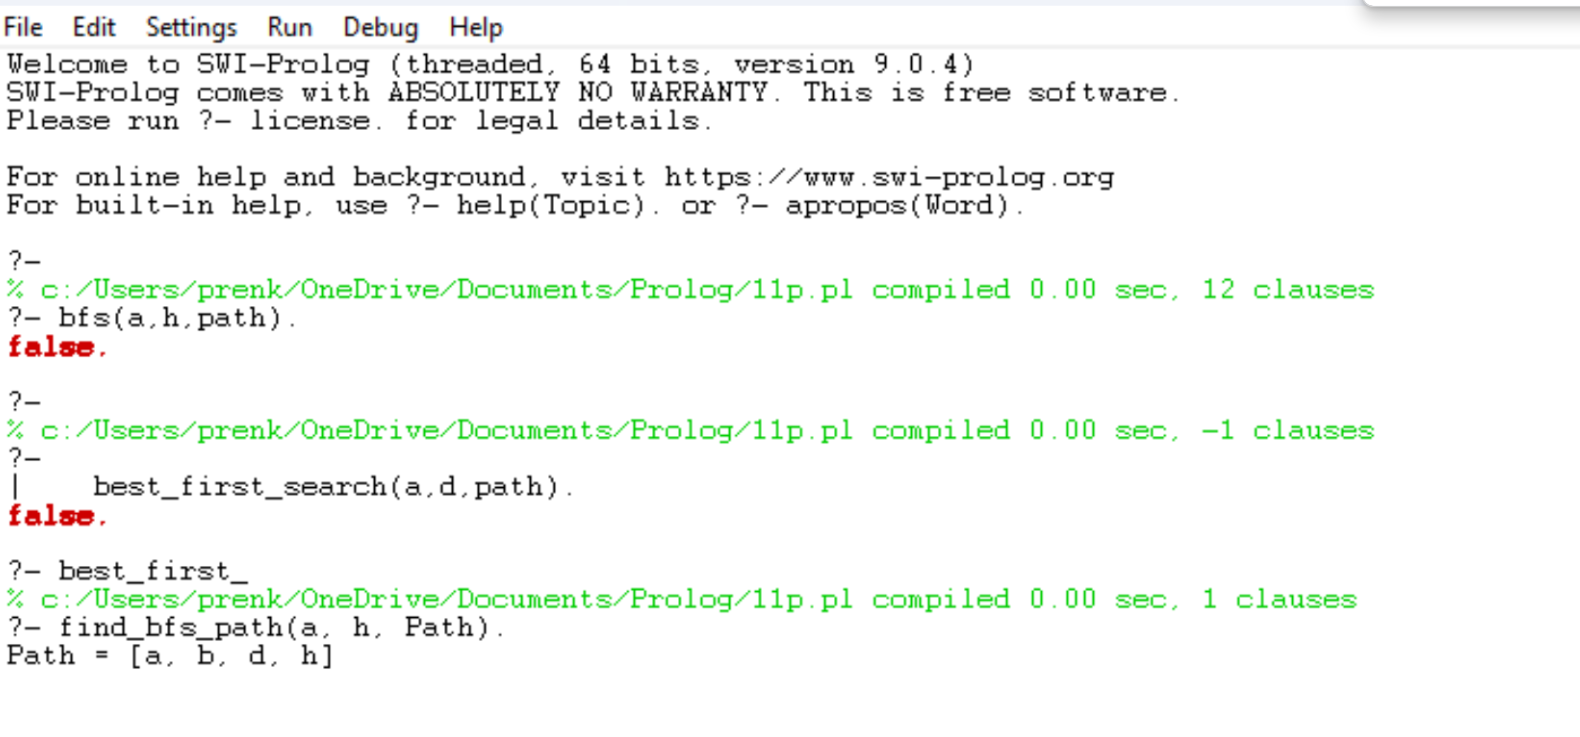 File Edit Settings Run Debug Help
Welcome to SWI-Prolog (threaded, 64 bits, version 9.0.4)
SWI-Prolog comes with ABSOLUTELY NO WARRANTY. This is free software.
Please run ?- license. for legal details.
For online help and background, visit https://www.swi-prolog.org
For built-in help, use ?- help(Topic). or ?- apropos(Word).
?-
% c:/Users/prenk/OneDrive/Documents/Prolog/11p.pl compiled 0.00 sec, 12 clauses
?- bfs(a,h,path).
false.
?-
% c:/Users/prenk/OneDrive/Documents/Prolog/11p.pl compiled 0.00 sec, -1 clauses
?-
|    best_first_search(a,d,path).
false.
?- best_first_
% c:/Users/prenk/OneDrive/Documents/Prolog/11p.pl compiled 0.00 sec, 1 clauses
?- find_bfs_path(a, h, Path).
Path = [a, b, d, h]